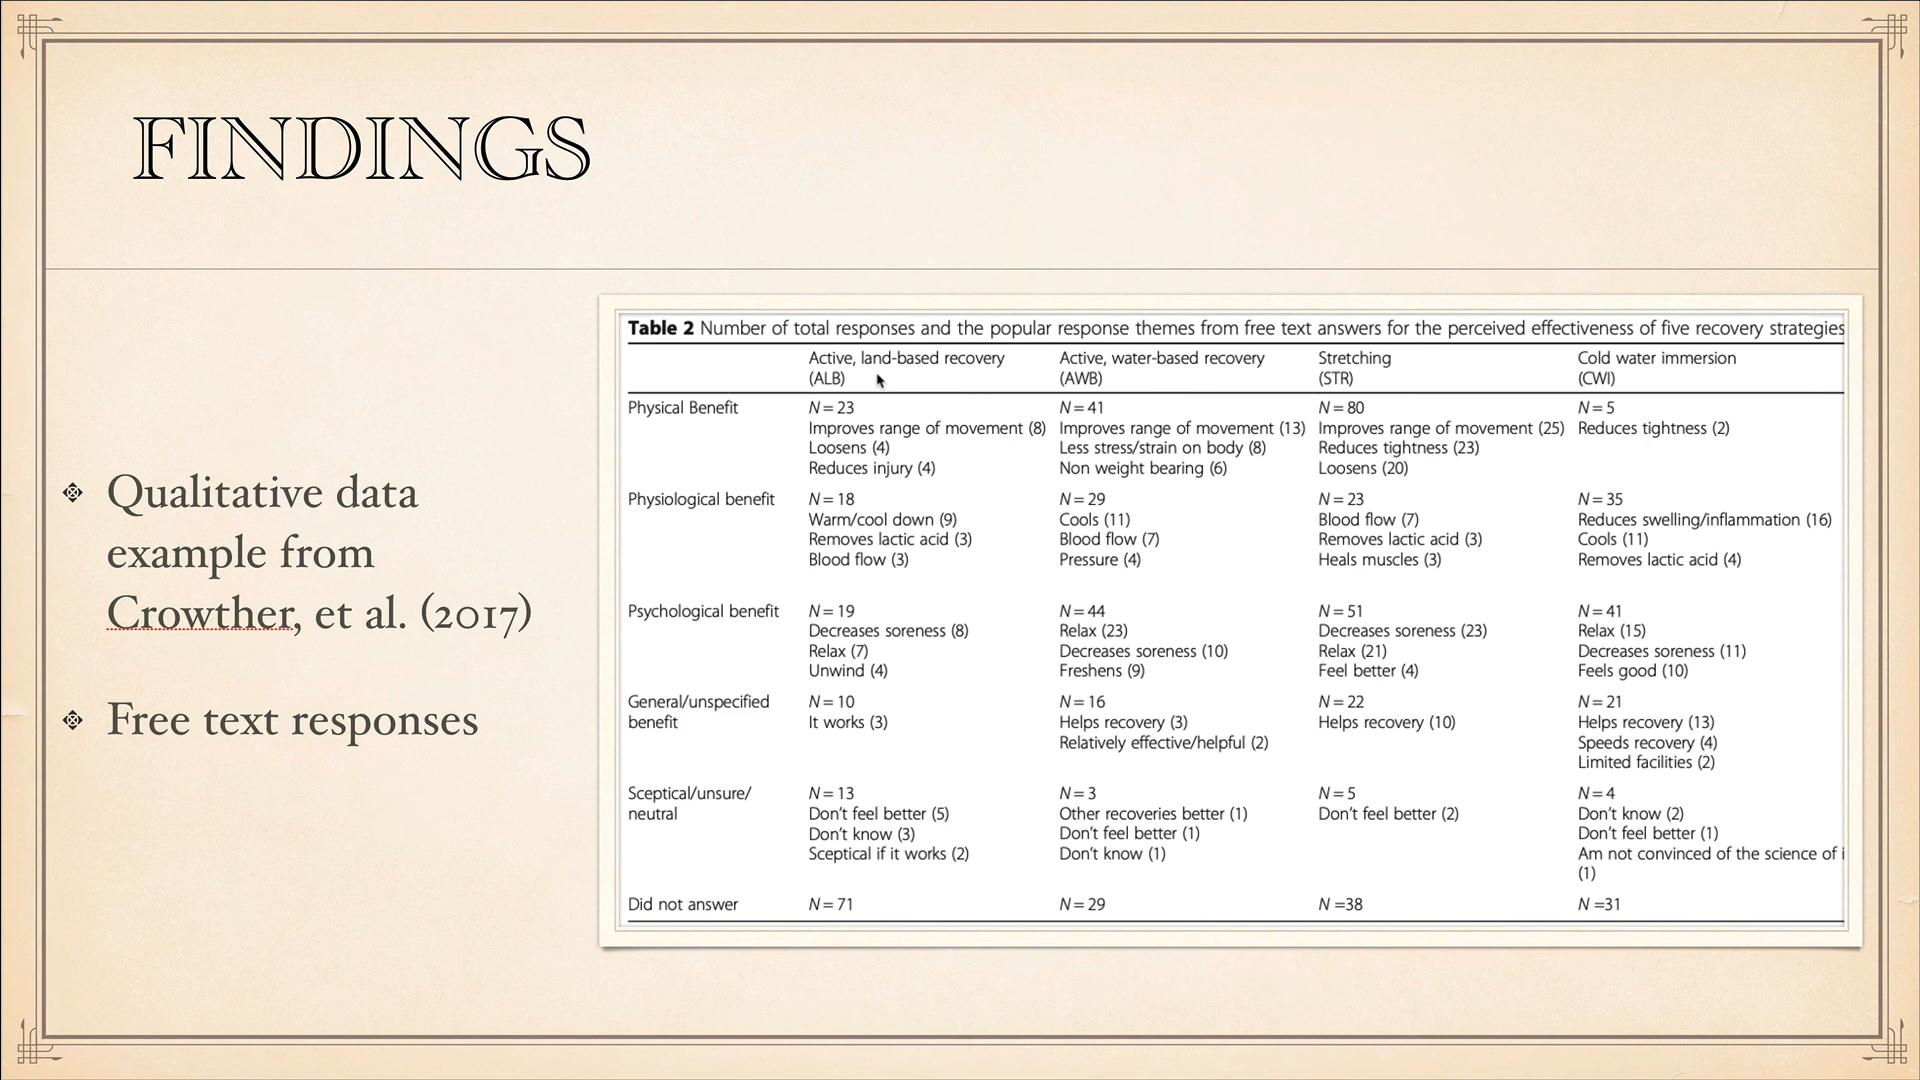 FINDINGS
Qualitative data
example from
Crowther, et al. (2017)
Free text responses
Table 2 Number of total responses and the popular response themes from free text answers for the perceived effectiveness of five recovery strategies
Active, land-based recovery (ALB) Active, water-based recovery (AWB) Stretching (STR) Cold water immersion (CWI)
Physical Benefit N = 23 N = 41 N = 80 N = 5
Improves range of movement (8) Improves range of movement (13) Improves range of movement (25) Reduces tightness (2)
Loosens (4) Less stress/strain on body (8) Reduces tightness (23)
Reduces injury (4) Non weight bearing (6) Loosens (20)
Physiological benefit N = 18 N = 29 N = 23 N = 35
Warm/cool down (9) Cools (11) Blood flow (7) Reduces swelling/inflammation (16)
Removes lactic acid (3) Blood flow (7) Removes lactic acid (3) Cools (11)
Blood flow (3) Pressure (4) Heals muscles (3) Removes lactic acid (4)
Psychological benefit N = 19 N = 44 N = 51 N = 41
Decreases soreness (8) Relax (23) Decreases soreness (23) Relax (15)
Relax (7) Decreases soreness (10) Relax (21) Decreases soreness (11)
Unwind (4) Freshens (9) Feel better (4) Feels good (10)
General/unspecified N = 10 N = 16 N = 22 N = 21
benefit It works (3) Helps recovery (3) Helps recovery (10) Helps recovery (13)
Relatively effective/helpful (2) Speeds recovery (4)
Limited facilities (2)
Sceptical/unsure/ N = 13 N = 3 N = 5 N = 4
neutral Don't feel better (5) Other recoveries better (1) Don't feel better (2) Don't know (2)
Don't know (3) Don't feel better (1) Don't feel better (1)
Sceptical if it works (2) Don't know (1) Am not convinced of the science of i
(1)
Did not answer N = 71 N = 29 N =38 N =31